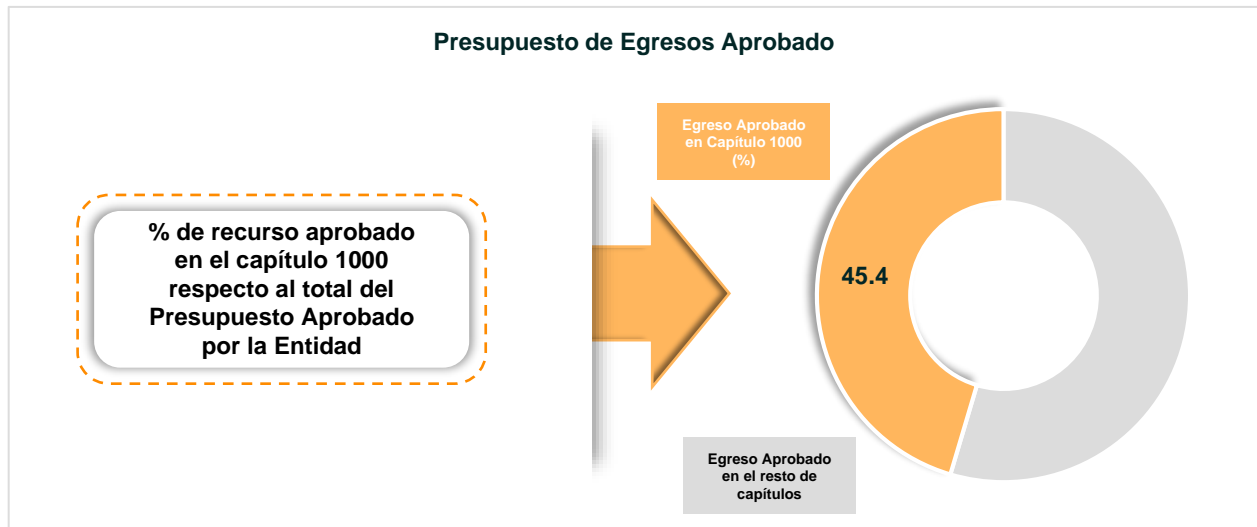 Presupuesto de Egresos Aprobado
Egreso Aprobado
en Capítulo 1000
(%)
% de recurso aprobado
en el capítulo 1000
respecto al total del
Presupuesto Aprobado
por la Entidad
45.4
Egreso Aprobado
en el resto de
capítulos